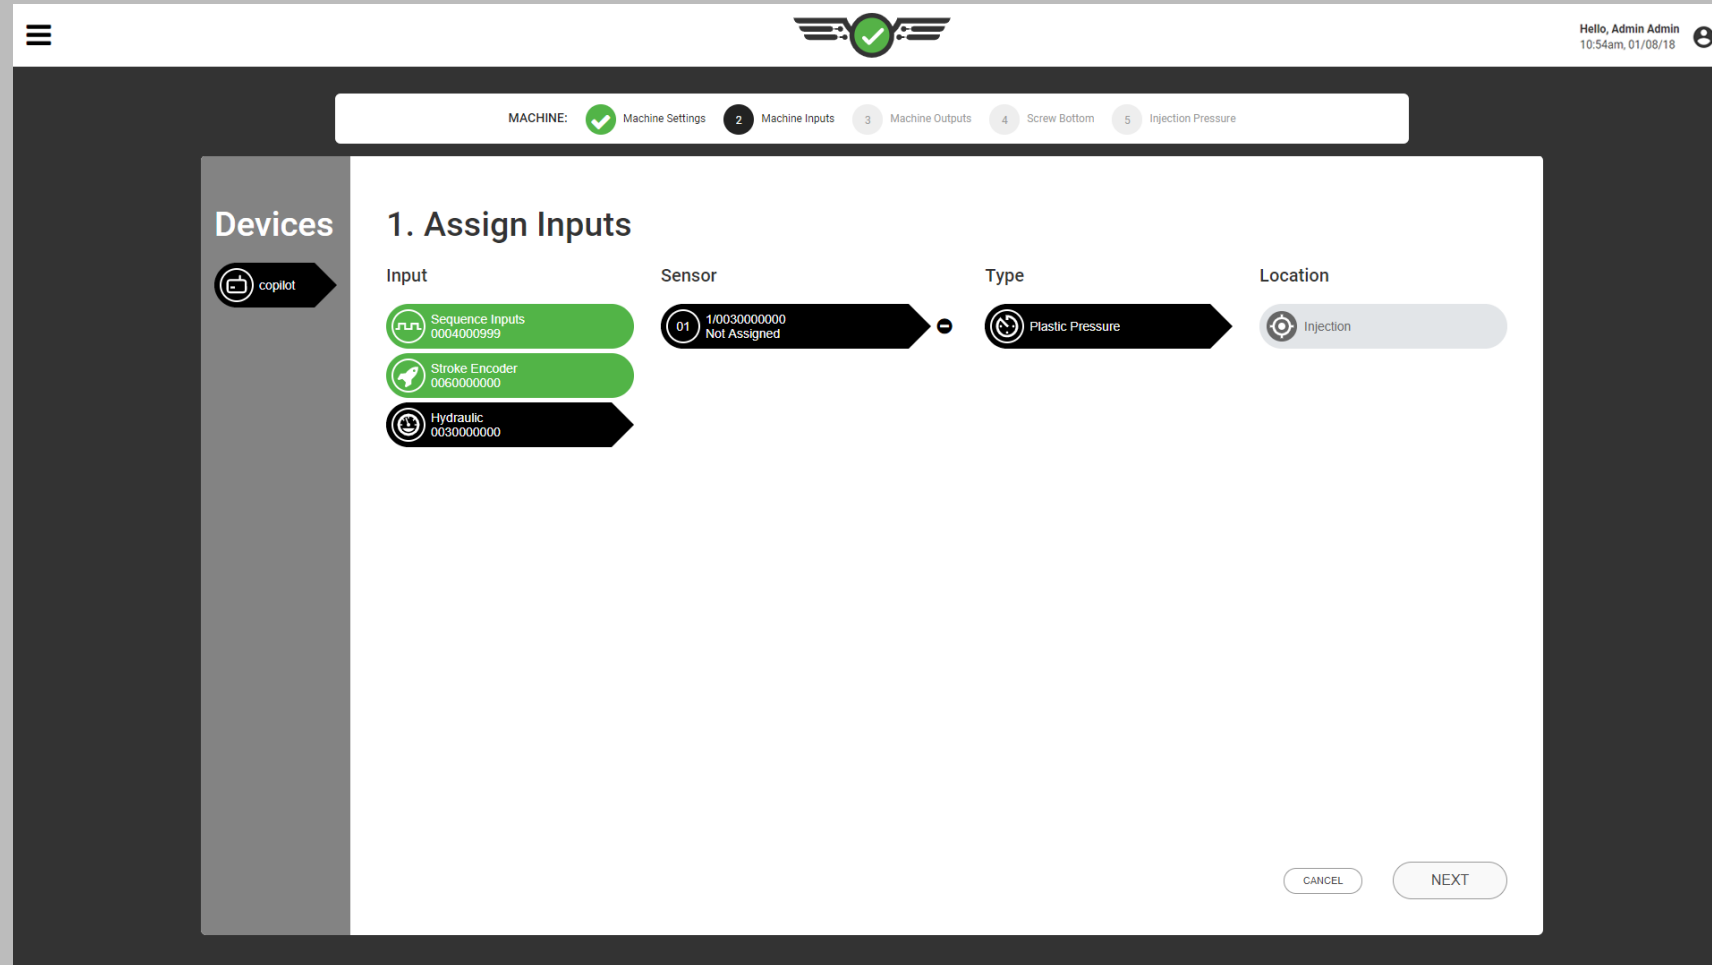 Hello, Admin Admin
10:54am, 01/08/18
MACHINE:
Machine Settings
2
Machine Inputs
3
Machine Outputs
4
Screw Bottom
5
Injection Pressure
Devices
copilot
1. Assign Inputs
Input
Sensor
Type
Location
Sequence Inputs
0004000999
01
1/0030000000
Not Assigned
Plastic Pressure
Injection
Stroke Encoder
0060000000
Hydraulic
0030000000
CANCEL
NEXT